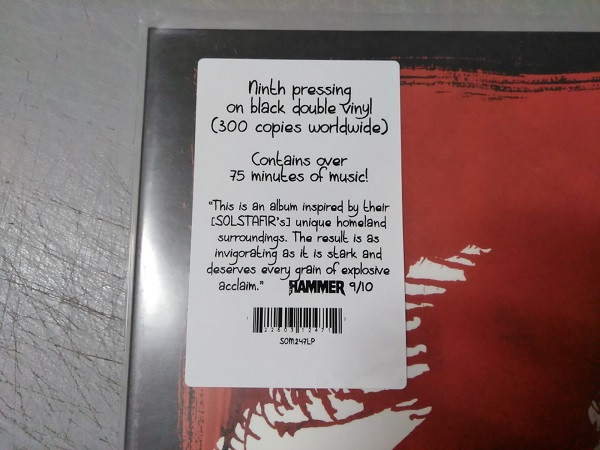 Ninth pressing
on black double vinyl
(300 copies worldwide)
Contains over
75 minutes of music!
"This is an album inspired by their
[SOLSTAFIR's] unique homeland
surroundings. The result is as
invigorating as it is stark and
deserves every grain of explosive
acclaim." HAMMER 9/10
SOM247LP